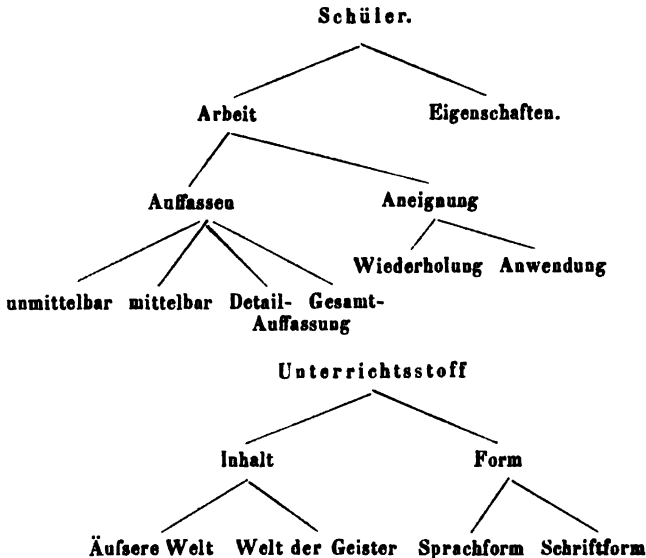 Schüler.
Arbeit Eigenschaften.
Auffassen Aneignung
Wiederholung Anwendung
unmittelbar mittelbar Detail- Gesamt-
Auffassung
Unterrichtsstoff
Inhalt Form
Äußsere Welt Welt der Geister Sprachform Schriftform